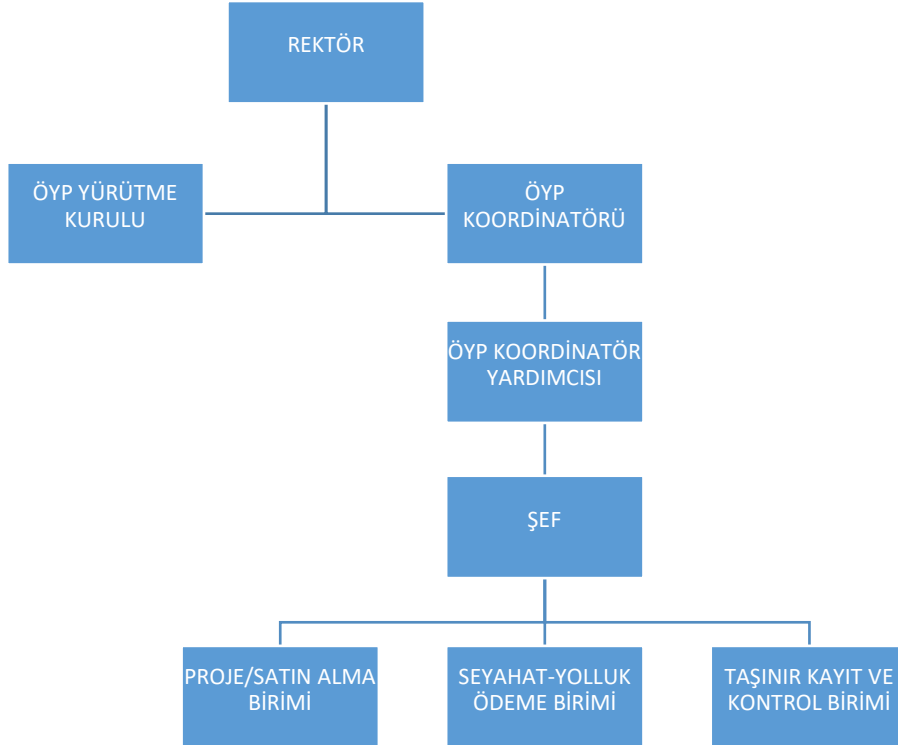 REKTÖR
ÖYP YÜRÜTME
KURULU
ÖYP
KOORDİNATÖRÜ
ÖYP KOORDİNATÖR
YARDIMCISI
ŞEF
PROJE/SATIN ALMA
BİRİMİ
SEYAHAT-YOLLUK
ÖDEME BİRİMİ
TAŞINIR KAYIT VE
KONTROL BİRİMİ